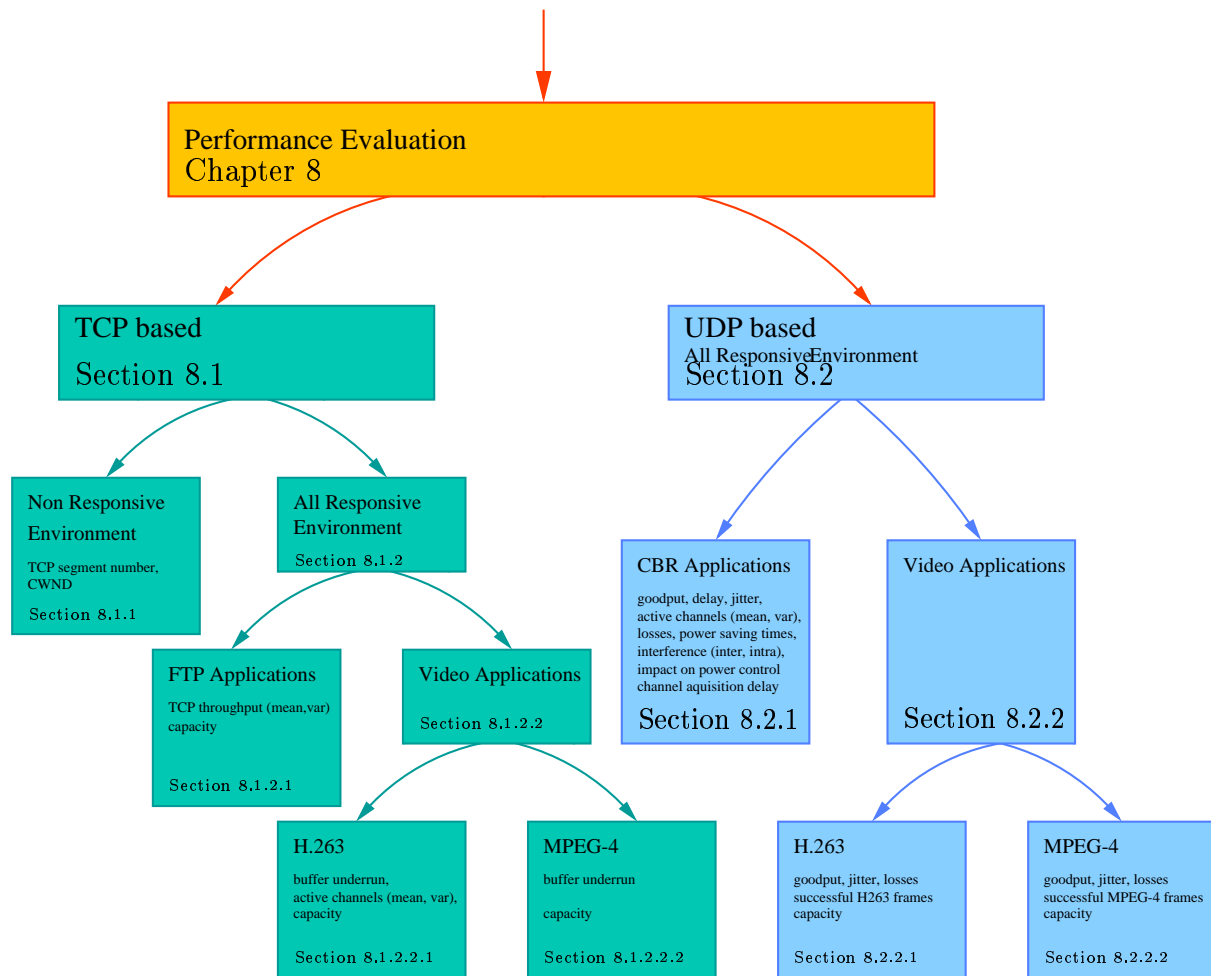 Performance Evaluation
Chapter 8
TCP based
Section 8.1
UDP based
All ResponsiveEnvironment
Section 8.2
Non Responsive
Environment
TCP segment number,
CWND
Section 8.1.1
All Responsive
Environment
Section 8.1.2
CBR Applications
goodput, delay, jitter,
active channels (mean, var),
losses, power saving times,
interference (inter, intra),
impact on power control
channel aquisition delay
Section 8.2.1
Video Applications
Section 8.2.2
FTP Applications
TCP throughput (mean,var)
capacity
Section 8.1.2.1
Video Applications
Section 8.1.2.2
H.263
buffer underrun,
active channels (mean, var),
capacity
Section 8.1.2.2.1
MPEG-4
buffer underrun
capacity
Section 8.1.2.2.2
H.263
goodput, jitter, losses
successful H263 frames
capacity
Section 8.2.2.1
MPEG-4
goodput, jitter, losses
successful MPEG-4 frames
capacity
Section 8.2.2.2